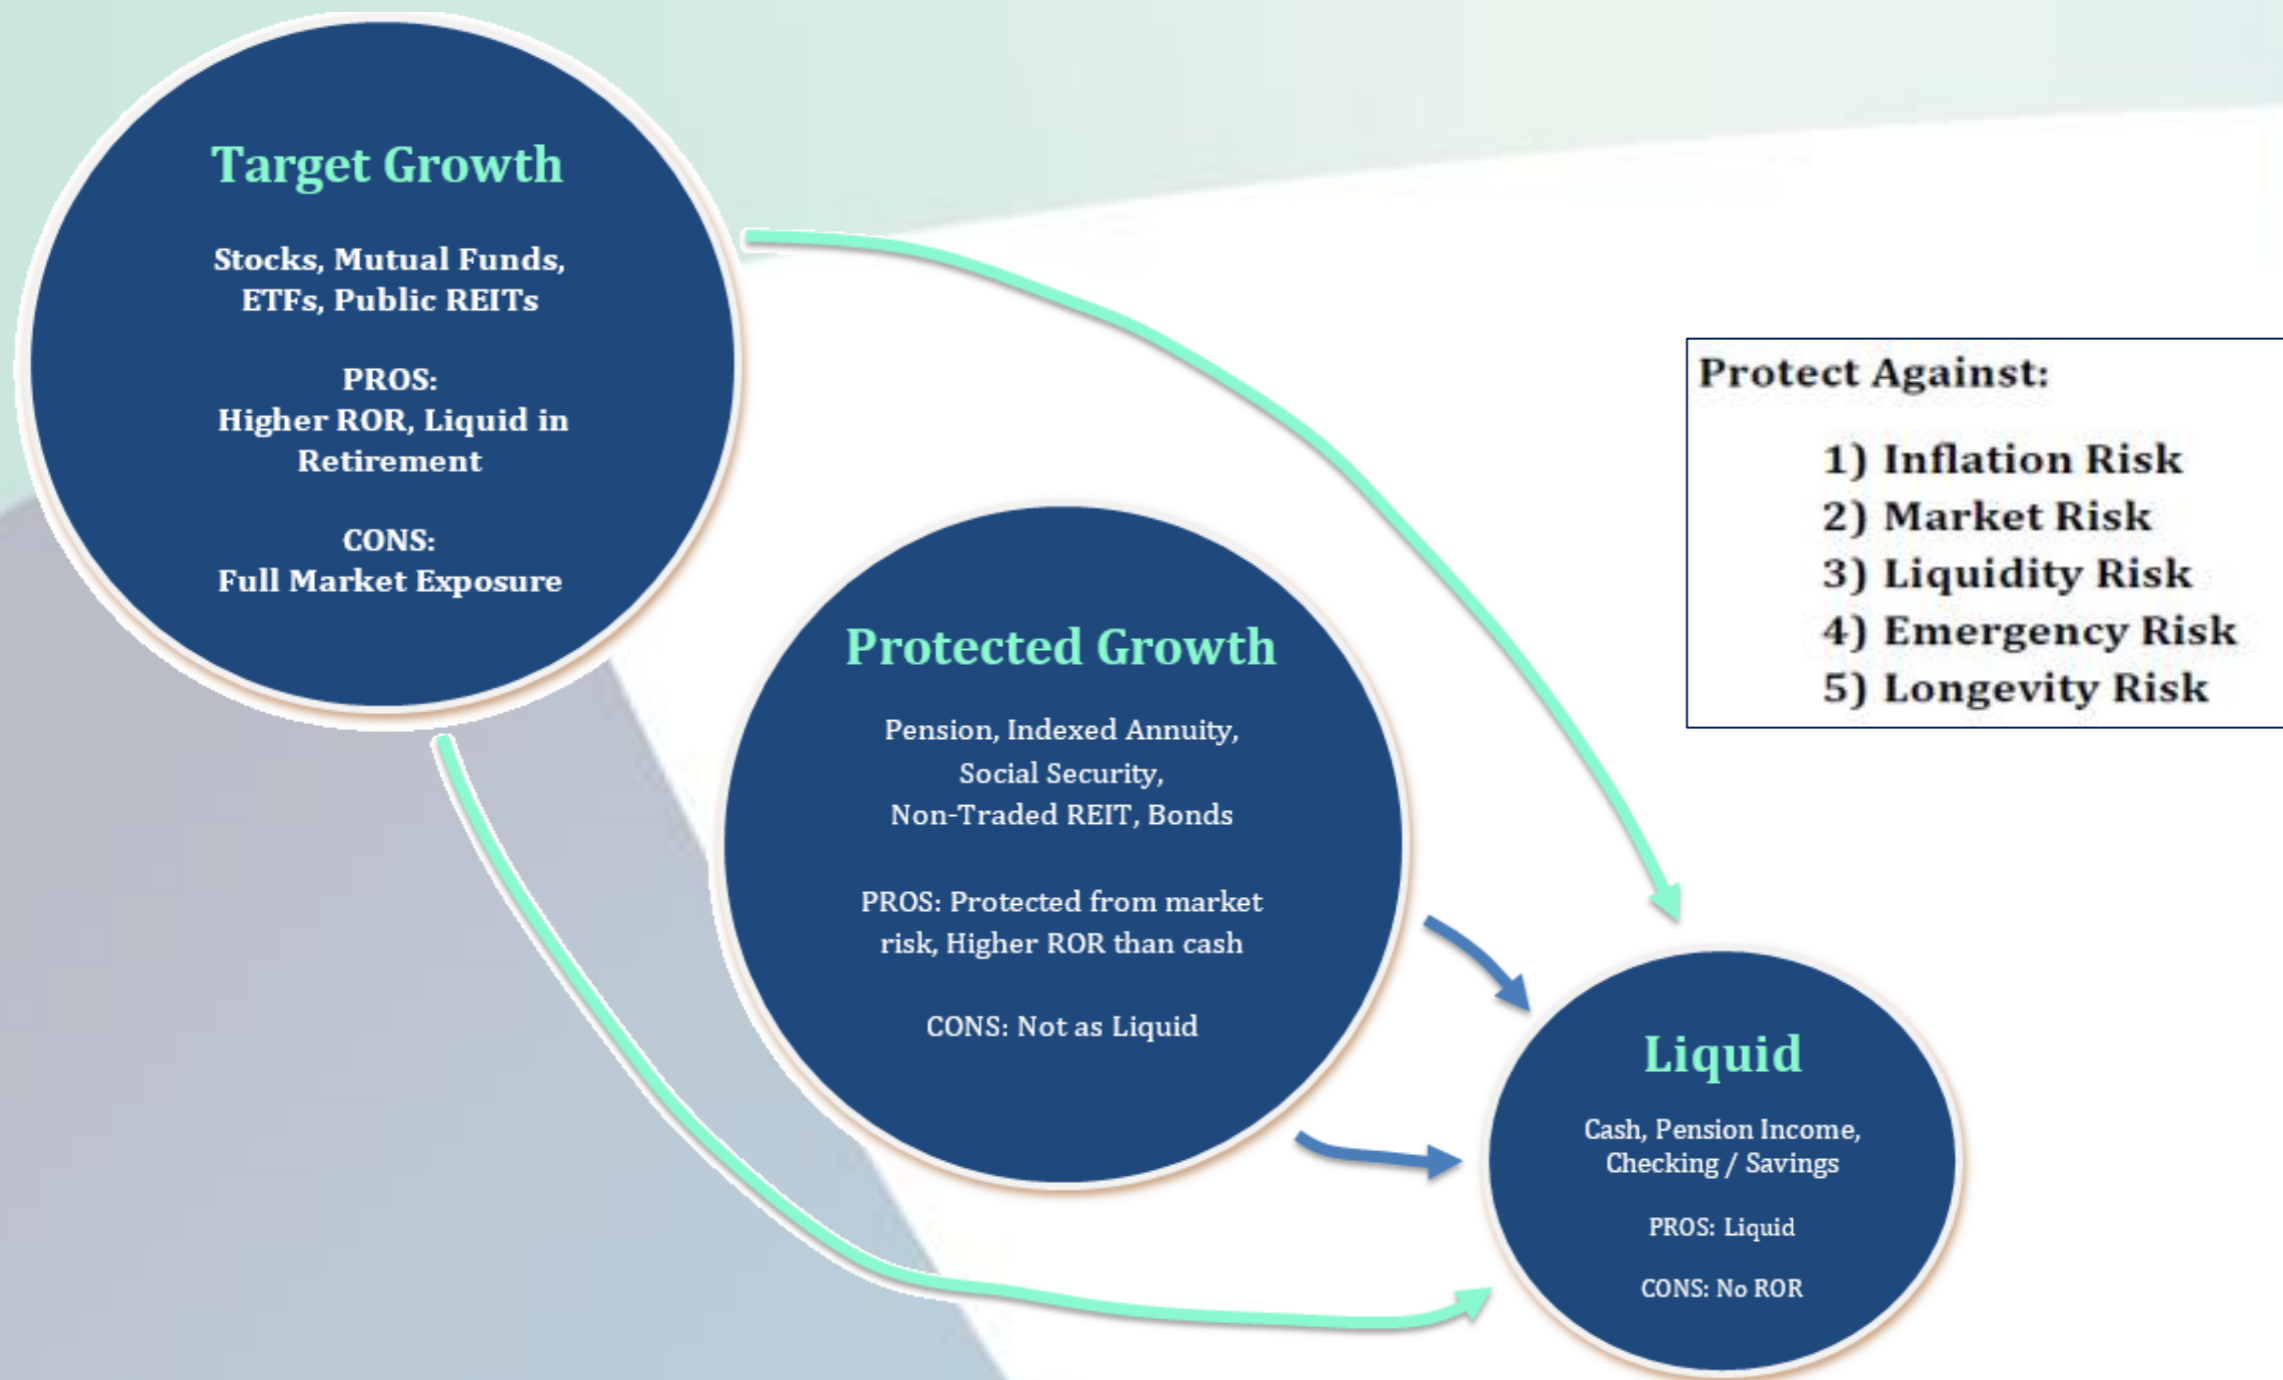 Target Growth
Stocks, Mutual Funds,
ETFs, Public REITs
PROS:
Higher ROR, Liquid in
Retirement
CONS:
Full Market Exposure
Protected Growth
Pension, Indexed Annuity,
Social Security,
Non-Traded REIT, Bonds
PROS: Protected from market
risk, Higher ROR than cash
CONS: Not as Liquid
Liquid
Cash, Pension Income,
Checking / Savings
PROS: Liquid
CONS: No ROR
Protect Against:
1) Inflation Risk
2) Market Risk
3) Liquidity Risk
4) Emergency Risk
5) Longevity Risk